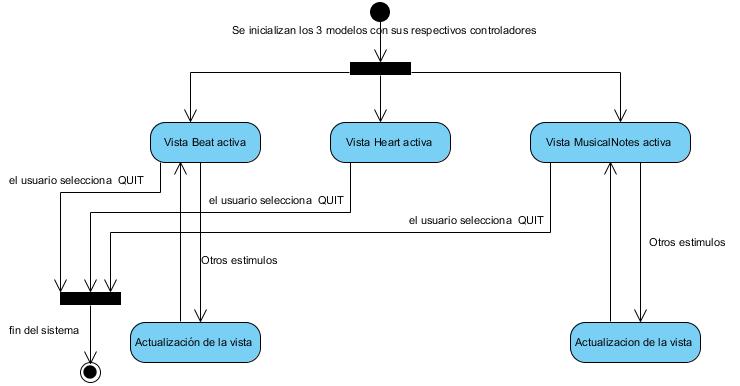 Se inicializan los 3 modelos con sus respectivos controladores
Vista Beat activa
Vista Heart activa
Vista MusicalNotes activa
el usuario selecciona QUIT
el usuario selecciona QUIT
el usuario selecciona QUIT
Otros estimulos
Otros estimulos
fin del sistema
Actualización de la vista
Actualizacion de la vista